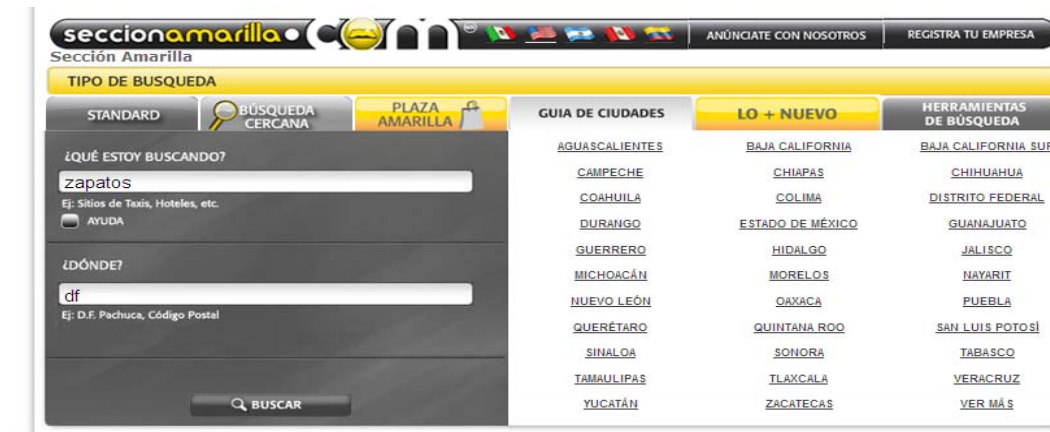 seccionamarilla.com
ANÚNCIATE CON NOSOTROS
REGISTRA TU EMPRESA
Sección Amarilla
TIPO DE BUSQUEDA
STANDARD
BÚSQUEDA
CERCANA
PLAZA
AMARILLA
GUIA DE CIUDADES
LO + NUEVO
HERRAMIENTAS
DE BÚSQUEDA
¿QUÉ ESTOY BUSCANDO?
zapatos
Ej: Sitios de Taxis, Hoteles, etc.
AYUDA
¿DÓNDE?
df
Ej: D.F. Pachuca, Código Postal
BUSCAR
AGUASCALIENTES BAJA CALIFORNIA BAJA CALIFORNIA SUR
CAMPECHE CHIAPAS CHIHUAHUA
COAHUILA COLIMA DISTRITO FEDERAL
DURANGO ESTADO DE MÉXICO GUANAJUATO
GUERRERO HIDALGO JALISCO
MICHOACÁN MORELOS NAYARIT
NUEVO LEÓN OAXACA PUEBLA
QUERÉTARO QUINTANA ROO SAN LUIS POTOSÍ
SINALOA SONORA TABASCO
TAMAULIPAS TLAXCALA VERACRUZ
YUCATÁN ZACATECAS VER MÁS